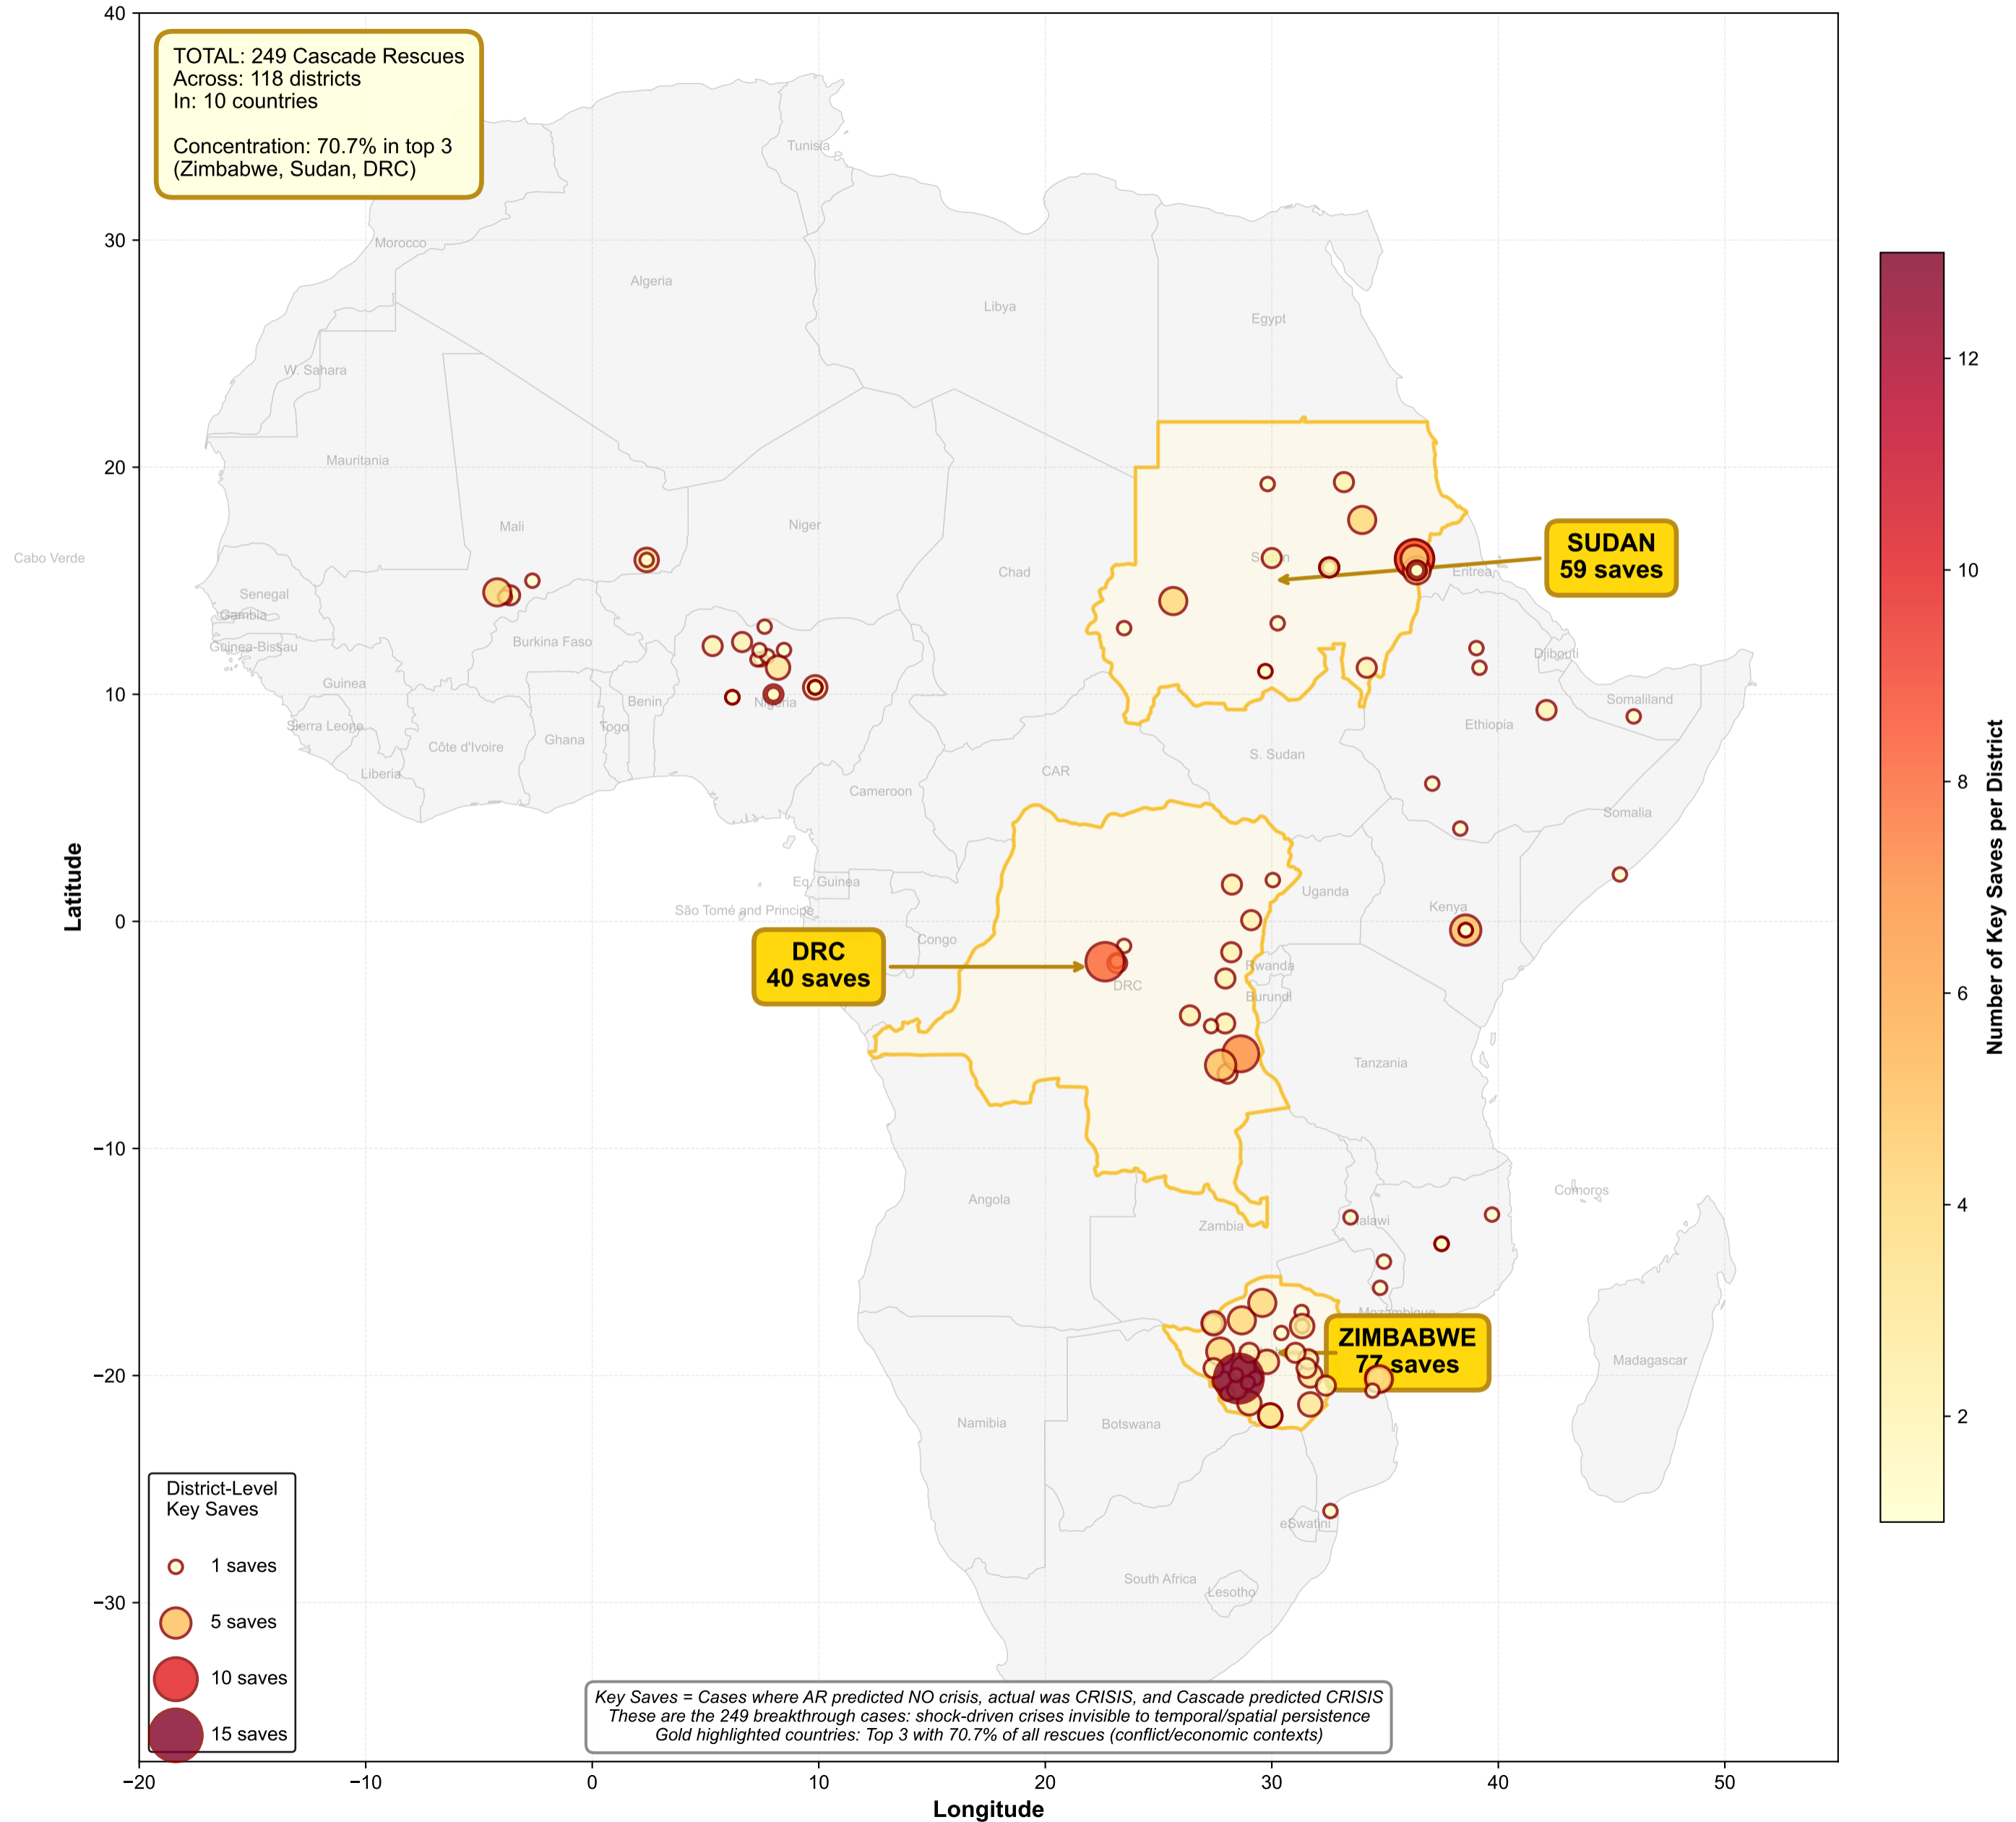 TOTAL: 249 Cascade Rescues
Across: 118 districts
In: 10 countries
Concentration: 70.7% in top 3
(Zimbabwe, Sudan, DRC)
40
30
20
10
0
−10
−20
−30
Latitude
Tunisia
Morocco
Algeria
Libya
Egypt
W. Sahara
Mauritania
Mali
Niger
Cabo Verde
Chad
SUDAN
59 saves
Eritrea
Senegal
Gambia
Guinea-Bissau
Burkina Faso
Djibouti
Guinea
Benin
Nigeria
Somaliland
Sierra Leone
Togo
Ghana
Côte d'Ivoire
Ethiopia
Liberia
S. Sudan
CAR
Cameroon
Somalia
Eq. Guinea
Uganda
São Tomé and Principe
Kenya
Congo
DRC
40 saves
Rwanda
DRC
Burundi
Tanzania
Angola
Comoros
Zambia
Mozambique
ZIMBABWE
77 saves
Madagascar
Namibia
Botswana
eSwatini
South Africa
Lesotho
District-Level
Key Saves
1 saves
5 saves
10 saves
15 saves
Key Saves = Cases where AR predicted NO crisis, actual was CRISIS, and Cascade predicted CRISIS
These are the 249 breakthrough cases: shock-driven crises invisible to temporal/spatial persistence
Gold highlighted countries: Top 3 with 70.7% of all rescues (conflict/economic contexts)
−20
−10
0
10
20
30
40
50
Longitude
12
10
8
6
4
2
Number of Key Saves per District